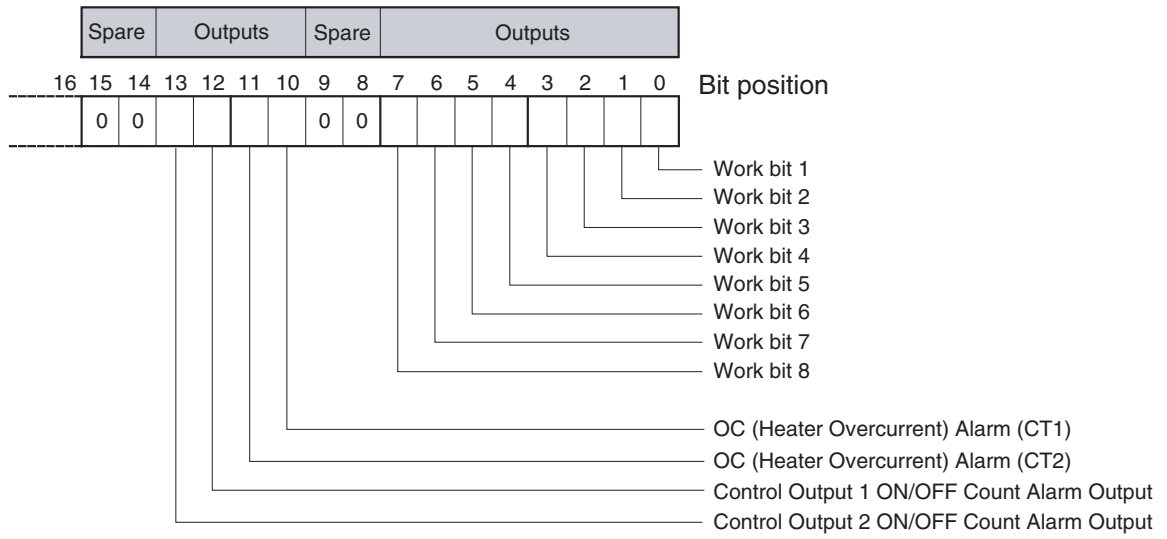 Spare Outputs Spare Outputs
16 15 14 13 12 11 10 9 8 7 6 5 4 3 2 1 0 Bit position
0 0 0 0
Work bit 1
Work bit 2
Work bit 3
Work bit 4
Work bit 5
Work bit 6
Work bit 7
Work bit 8
OC (Heater Overcurrent) Alarm (CT1)
OC (Heater Overcurrent) Alarm (CT2)
Control Output 1 ON/OFF Count Alarm Output
Control Output 2 ON/OFF Count Alarm Output